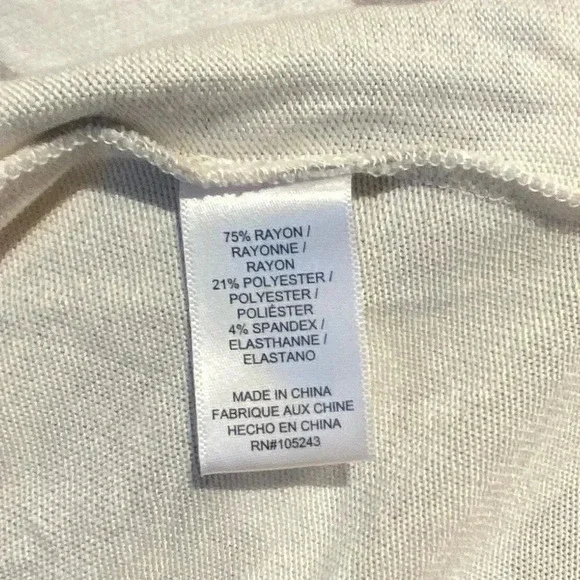 75% RAYON /
RAYONNE /
RAYON
21% POLYESTER /
POLYESTER /
POLIÉSTER
4% SPANDEX /
ELASTHANNE /
ELASTANO
MADE IN CHINA
FABRIQUE AUX CHINE
HECHO EN CHINA
RN#105243